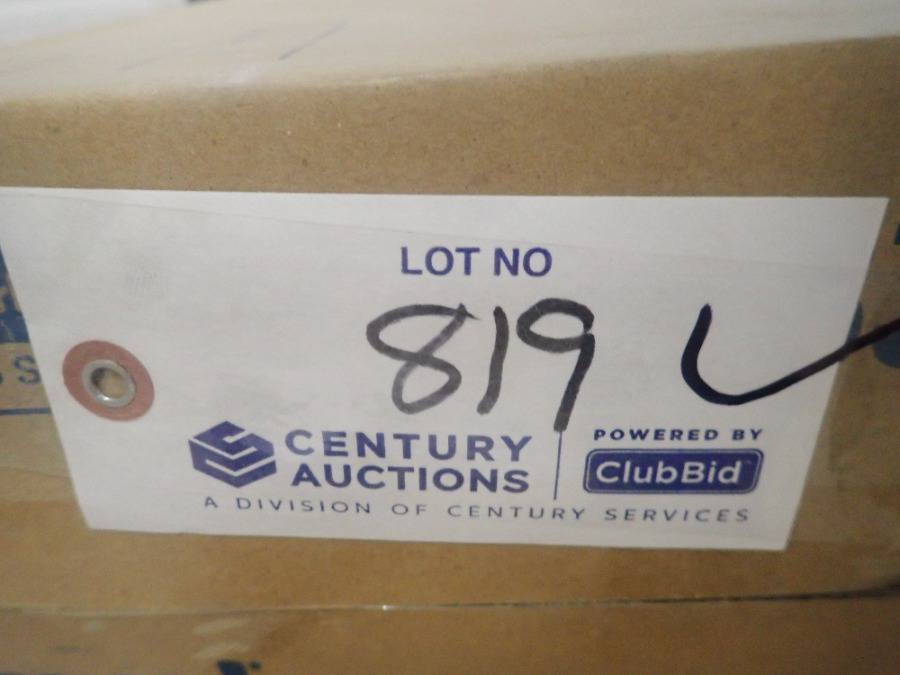 LOT NO
819
CENTURY
AUCTIONS
POWERED BY
ClubBid
A DIVISION OF CENTURY SERVICES